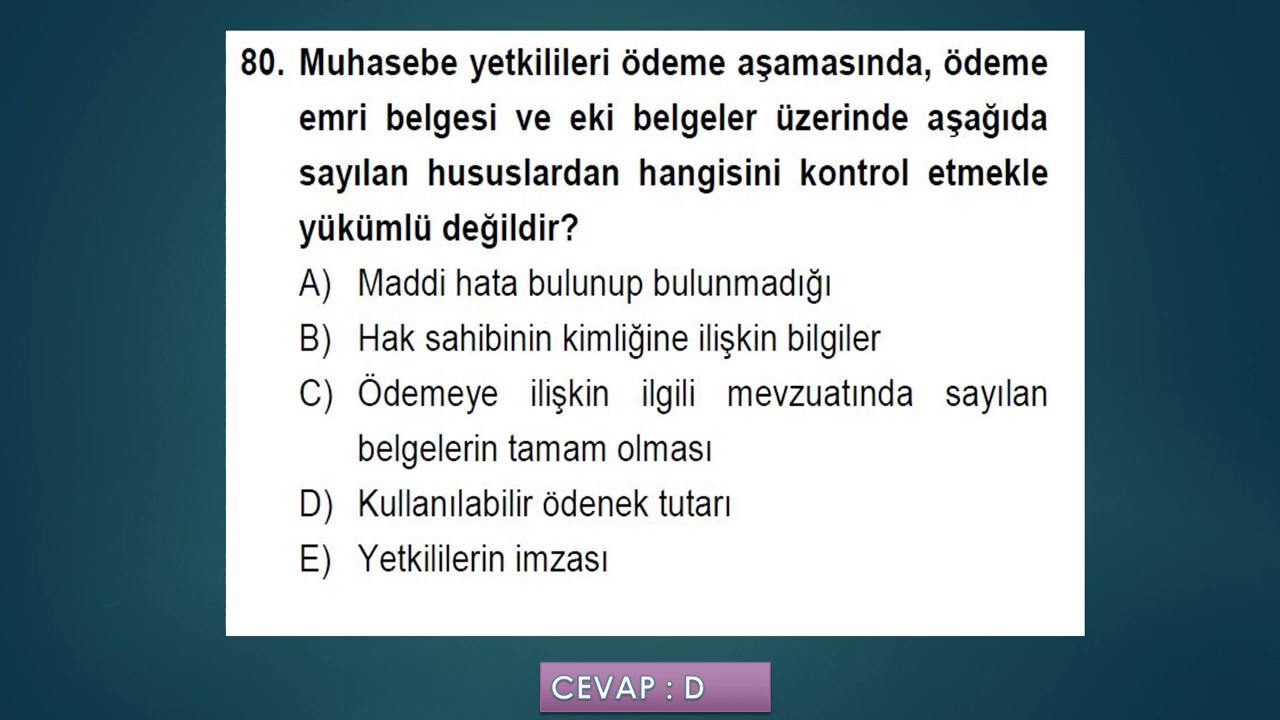 80. Muhasebe yetkilileri ödeme aşamasında, ödeme
emri belgesi ve eki belgeler üzerinde aşağıda
sayılan hususlardan hangisini kontrol etmekle
yükümlü değildir?
A) Maddi hata bulunup bulunmadığı
B) Hak sahibinin kimliğine ilişkin bilgiler
C) Ödemeye ilişkin ilgili mevzuatında sayılan
belgelerin tamam olması
D) Kullanılabilir ödenek tutarı
E) Yetkililerin imzası
CEVAP : D